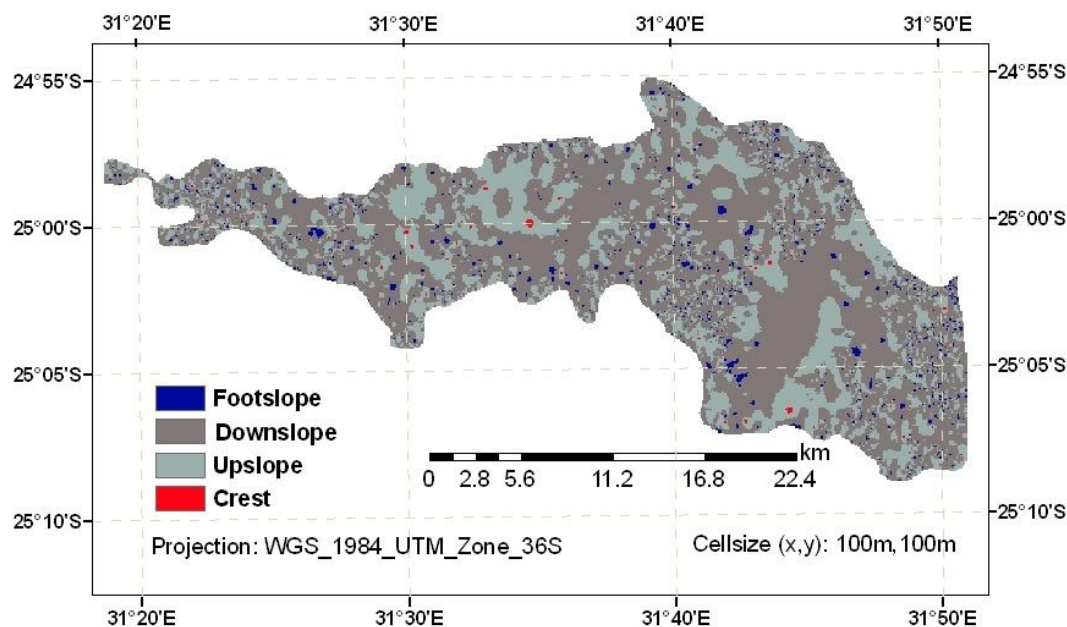 31°20'E 31°30'E 31°40'E 31°50'E
24°55'S 24°55'S
25°00'S 25°00'S
25°05'S 25°05'S
Footslope
Downslope
Upslope
Crest
km
0 2.8 5.6 11.2 16.8 22.4
25°10'S 25°10'S
Projection: WGS_1984_UTM_Zone_36S Cellsize (x,y): 100m,100m
31°20'E 31°30'E 31°40'E 31°50'E